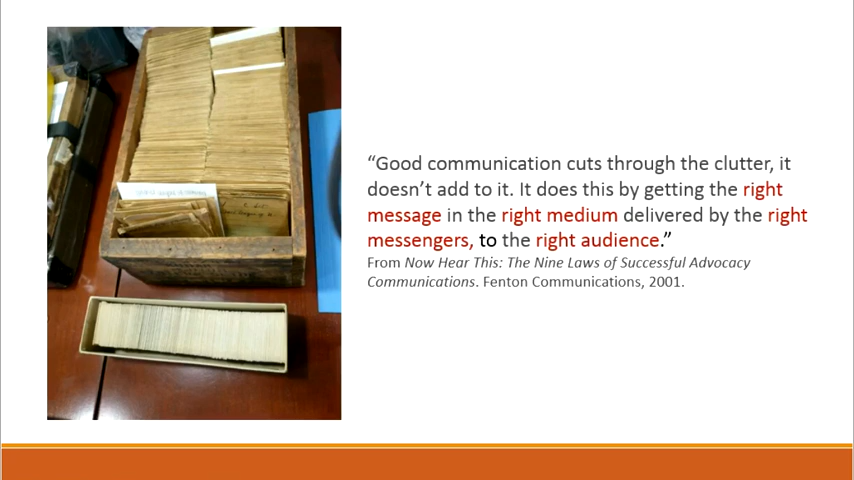 “Good communication cuts through the clutter, it
doesn’t add to it. It does this by getting the right
message in the right medium delivered by the right
messengers, to the right audience.”
From Now Hear This: The Nine Laws of Successful Advocacy
Communications. Fenton Communications, 2001.